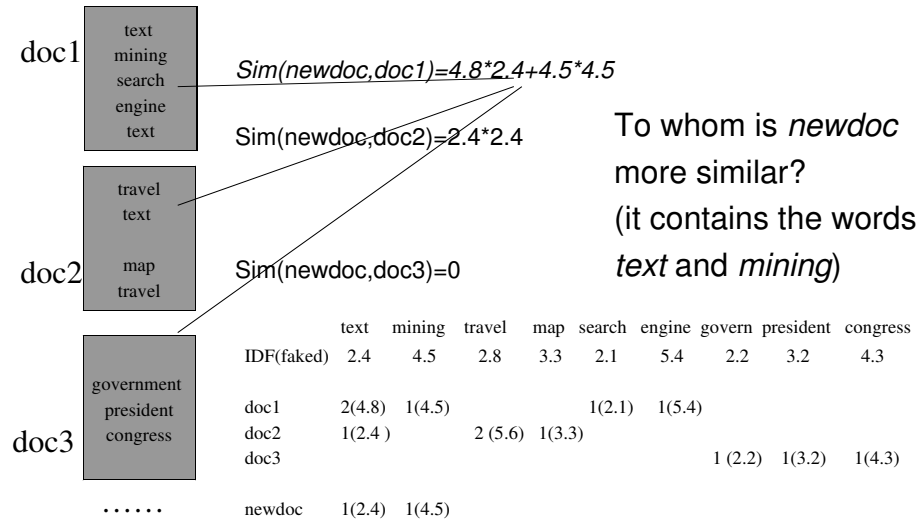 doc1
text
mining
search
engine
text
Sim(newdoc,doc1)=4.8*2.4+4.5*4.5
Sim(newdoc,doc2)=2.4*2.4
To whom is newdoc
more similar?
(it contains the words
text and mining)
doc2
travel
text
map
travel
Sim(newdoc,doc3)=0
doc3
government
president
congress
......
text mining travel map search engine govern president congress
IDF(faked) 2.4 4.5 2.8 3.3 2.1 5.4 2.2 3.2 4.3
doc1 2(4.8) 1(4.5) 1(2.1) 1(5.4)
doc2 1(2.4 ) 2 (5.6) 1(3.3)
doc3 1 (2.2) 1(3.2) 1(4.3)
newdoc 1(2.4) 1(4.5)